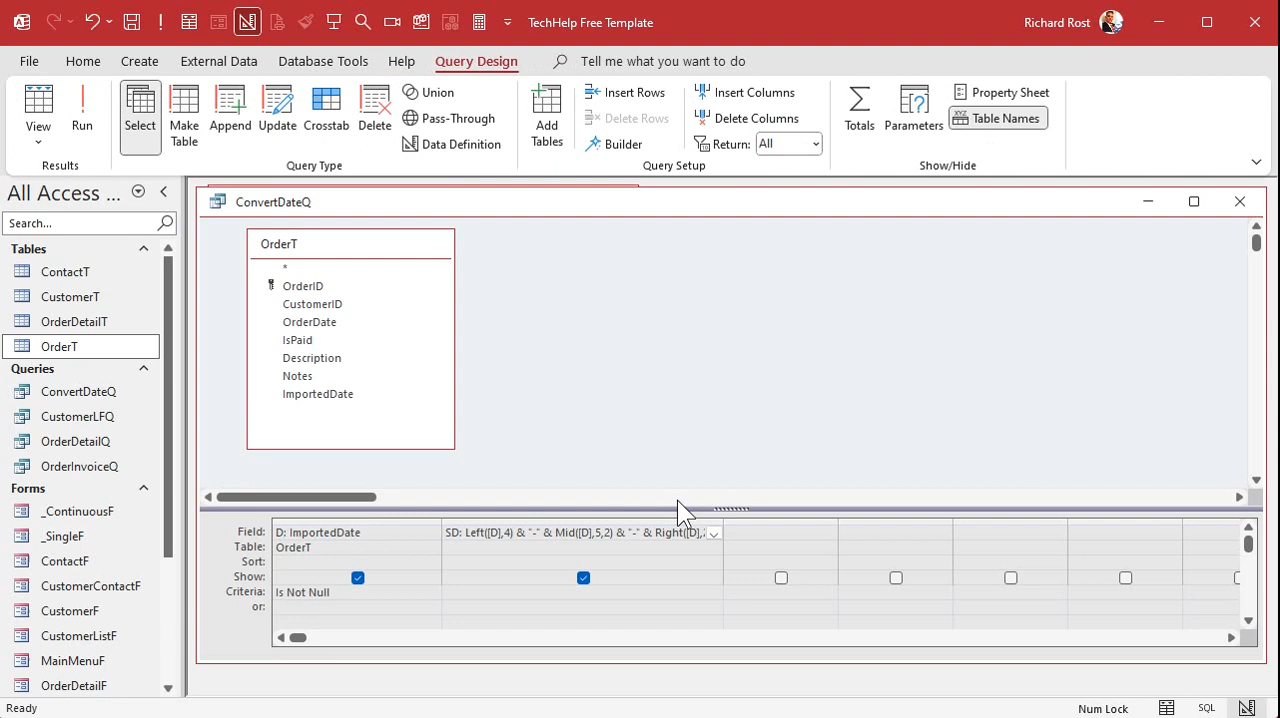 TechHelp Free Template
Richard Rost
File Home Create External Data Database Tools Help Query Design Tell me what you want to do
View
Run
Results
Select
Make Table
Append
Update
Crosstab
Delete
Union
Pass-Through
Data Definition
Query Type
Add Tables
Insert Rows
Delete Rows
Builder
Insert Columns
Delete Columns
Return: All
Query Setup
Totals
Parameters
Property Sheet
XYZ Table Names
Show/Hide
All Access ...
Search...
Tables
ContactT
CustomerT
OrderDetailT
OrderT
Queries
ConvertDateQ
CustomerLFQ
OrderDetailQ
OrderInvoiceQ
Forms
_ContinuousF
_SingleF
ContactF
CustomerContactF
CustomerF
CustomerListF
MainMenuF
OrderDetailF
ConvertDateQ
OrderT
*
OrderID
CustomerID
OrderDate
IsPaid
Description
Notes
ImportedDate
Field: D: ImportedDate SD: Left([D],4) & "-" & Mid([D],5,2) & "-" & Right([D],
Table: OrderT
Sort:
Show:
Criteria: Is Not Null
or:
Ready
Num Lock
SQL